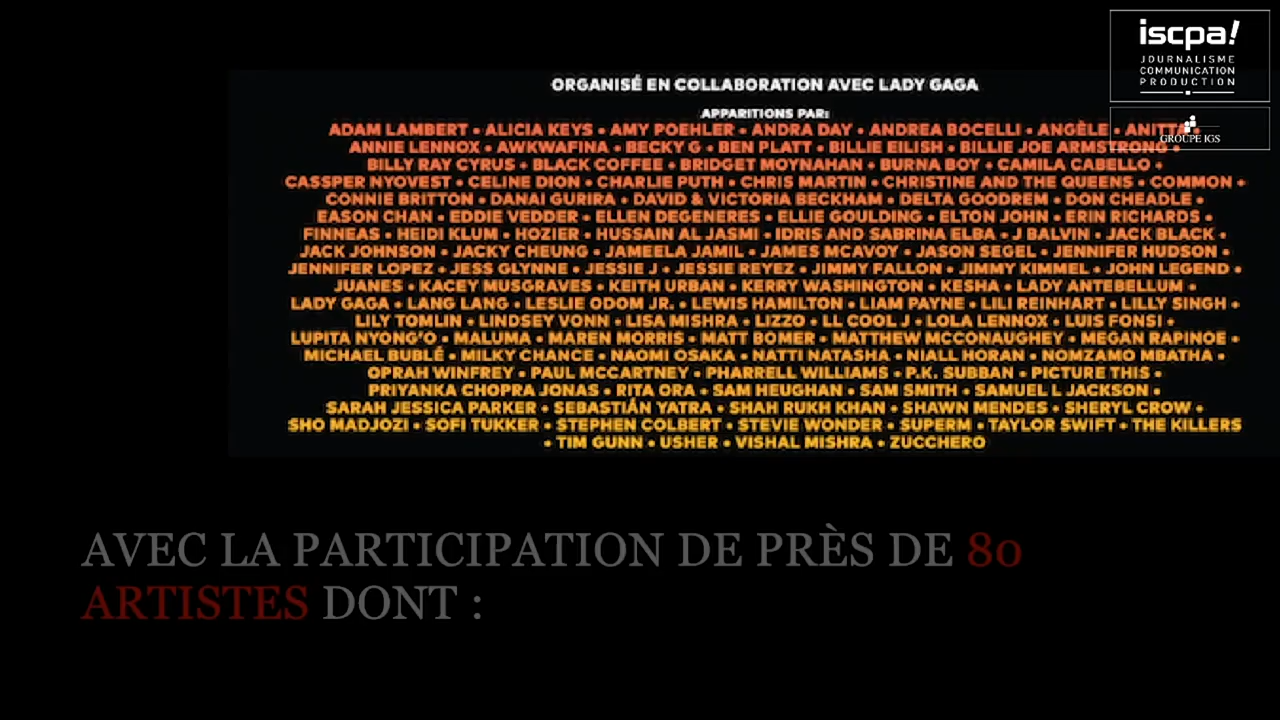 iscpa!
JOURNALISME
COMMUNICATION
PRODUCTION
GROUPE IGS
ORGANISÉ EN COLLABORATION AVEC LADY GAGA
APPARITIONS PAR:
ADAM LAMBERT • ALICIA KEYS • AMY POEHLER • ANDRA DAY • ANDREA BOCELLI • ANGÈLE • ANITTA •
ANNIE LENNOX • AWKWAFINA • BECKY G • BEN PLATT • BILLIE EILISH • BILLIE JOE ARMSTRONG •
BILLY RAY CYRUS • BLACK COFFEE • BRIDGET MOYNAHAN • BURNA BOY • CAMILA CABELLO •
CASSPER NYOVEST • CELINE DION • CHARLIE PUTH • CHRIS MARTIN • CHRISTINE AND THE QUEENS • COMMON •
CONNIE BRITTON • DANAI GURIRA • DAVID & VICTORIA BECKHAM • DELTA GOODREM • DON CHEADLE •
EASON CHAN • EDDIE VEDDER • ELLEN DEGENERES • ELLIE GOULDING • ELTON JOHN • ERIN RICHARDS •
FINNEAS • HEIDI KLUM • HOZIER • HUSSAIN AL JASMI • IDRIS AND SABRINA ELBA • J BALVIN • JACK BLACK •
JACK JOHNSON • JACKY CHEUNG • JAMEELA JAMIL • JAMES MCAVOY • JASON SEGEL • JENNIFER HUDSON •
JENNIFER LOPEZ • JESS GLYNNE • JESSIE J • JESSIE REYEZ • JIMMY FALLON • JIMMY KIMMEL • JOHN LEGEND •
JUANES • KACEY MUSGRAVES • KEITH URBAN • KERRY WASHINGTON • KESHA • LADY ANTEBELLUM •
LADY GAGA • LANG LANG • LESLIE ODOM JR. • LEWIS HAMILTON • LIAM PAYNE • LILI REINHART • LILLY SINGH •
LILY TOMLIN • LINDSEY VONN • LISA MISHRA • LIZZO • LL COOL J • LOLA LENNOX • LUIS FONSI •
LUPITA NYONG'O • MALUMA • MAREN MORRIS • MATT BOMER • MATTHEW MCCONAUGHEY • MEGAN RAPINOE •
MICHAEL BUBLÉ • MILKY CHANCE • NAOMI OSAKA • NATTI NATASHA • NIALL HORAN • NOMZAMO MBATHA •
OPRAH WINFREY • PAUL MCCARTNEY • PHARRELL WILLIAMS • P.K. SUBBAN • PICTURE THIS •
PRIYANKA CHOPRA JONAS • RITA ORA • SAM HEUGHAN • SAM SMITH • SAMUEL L JACKSON •
SARAH JESSICA PARKER • SEBASTIÁN YATRA • SHAH RUKH KHAN • SHAWN MENDES • SHERYL CROW •
SHO MADJOZI • SOFI TUKKER • STEPHEN COLBERT • STEVIE WONDER • SUPERM • TAYLOR SWIFT • THE KILLERS
• TIM GUNN • USHER • VISHAL MISHRA • ZUCCHERO
AVEC LA PARTICIPATION DE PRÈS DE 80
ARTISTES DONT :